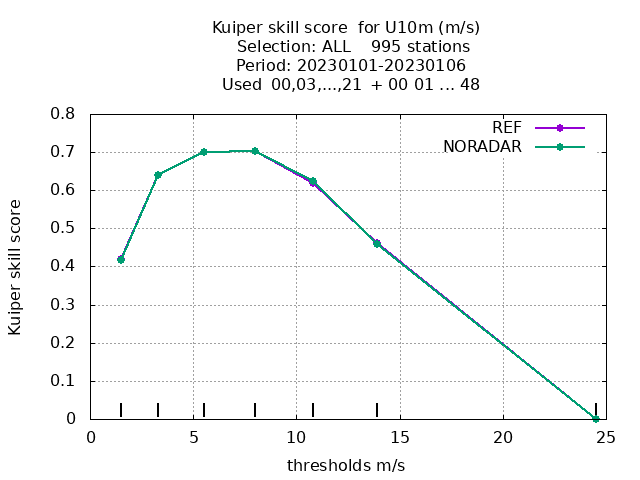 Kuiper skill score  for U10m (m/s)
Selection: ALL    995 stations
Period: 20230101-20230106
Used  00,03,...,21  + 00 01 ... 48
REF
NORADAR
Kuiper skill score
0.8
0.7
0.6
0.5
0.4
0.3
0.2
0.1
0
0 5 10 15 20 25
thresholds m/s